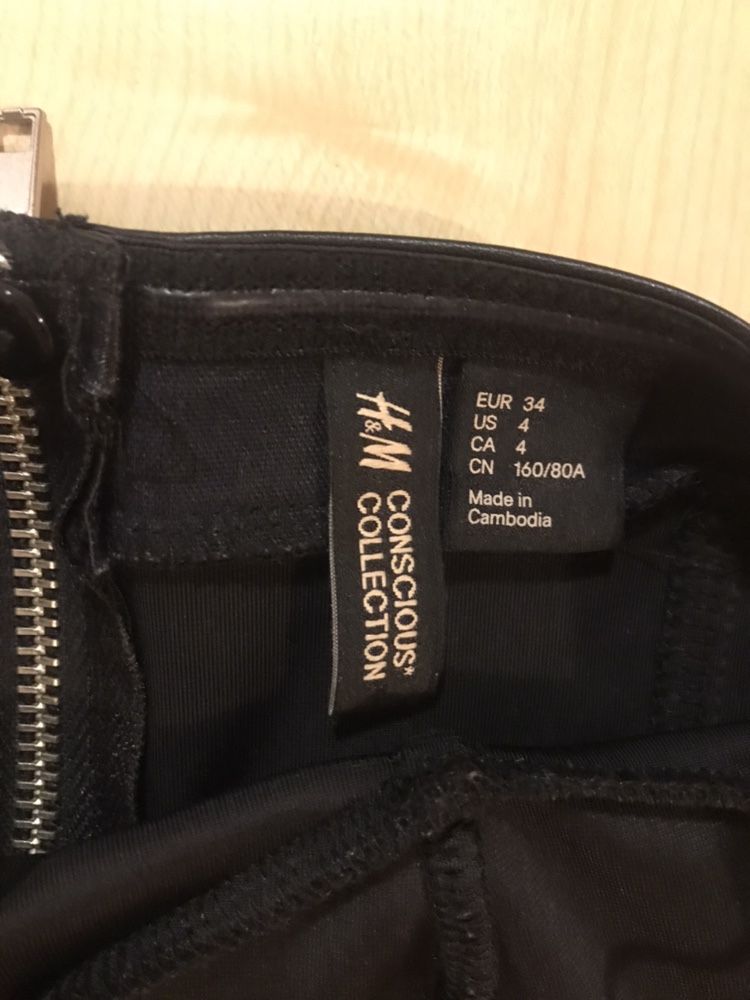 H&M
CONSCIOUS*
COLLECTION
EUR 34
US 4
CA 4
CN 160/80A
Made in
Cambodia